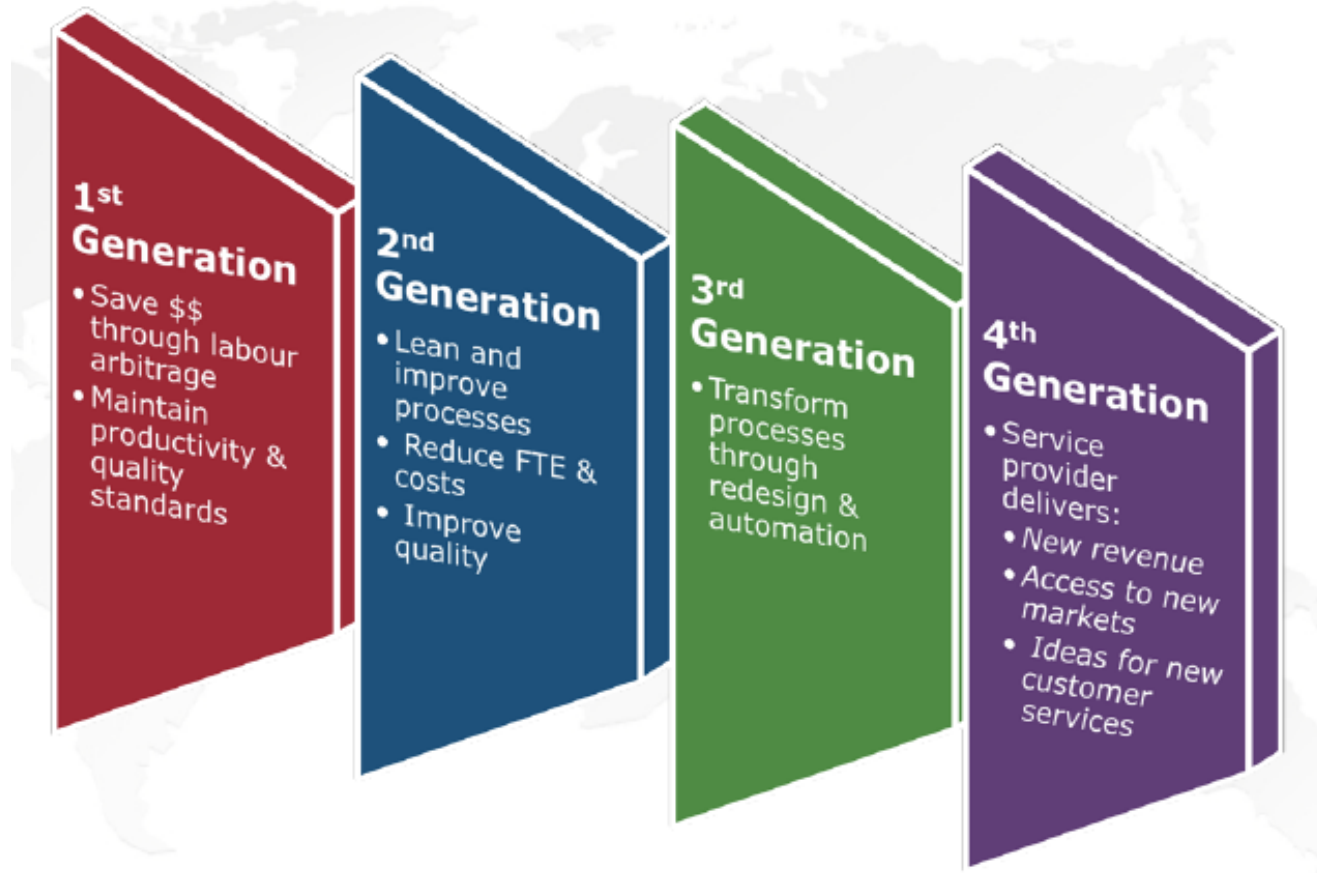 1st
Generation
• Save $$
through labour
arbitrage
• Maintain
productivity &
quality
standards
2nd
Generation
• Lean and
improve
processes
• Reduce FTE &
costs
• Improve
quality
3rd
Generation
• Transform
processes
through
redesign &
automation
4th
Generation
• Service
provider
delivers:
• New revenue
• Access to new
markets
• Ideas for new
customer
services